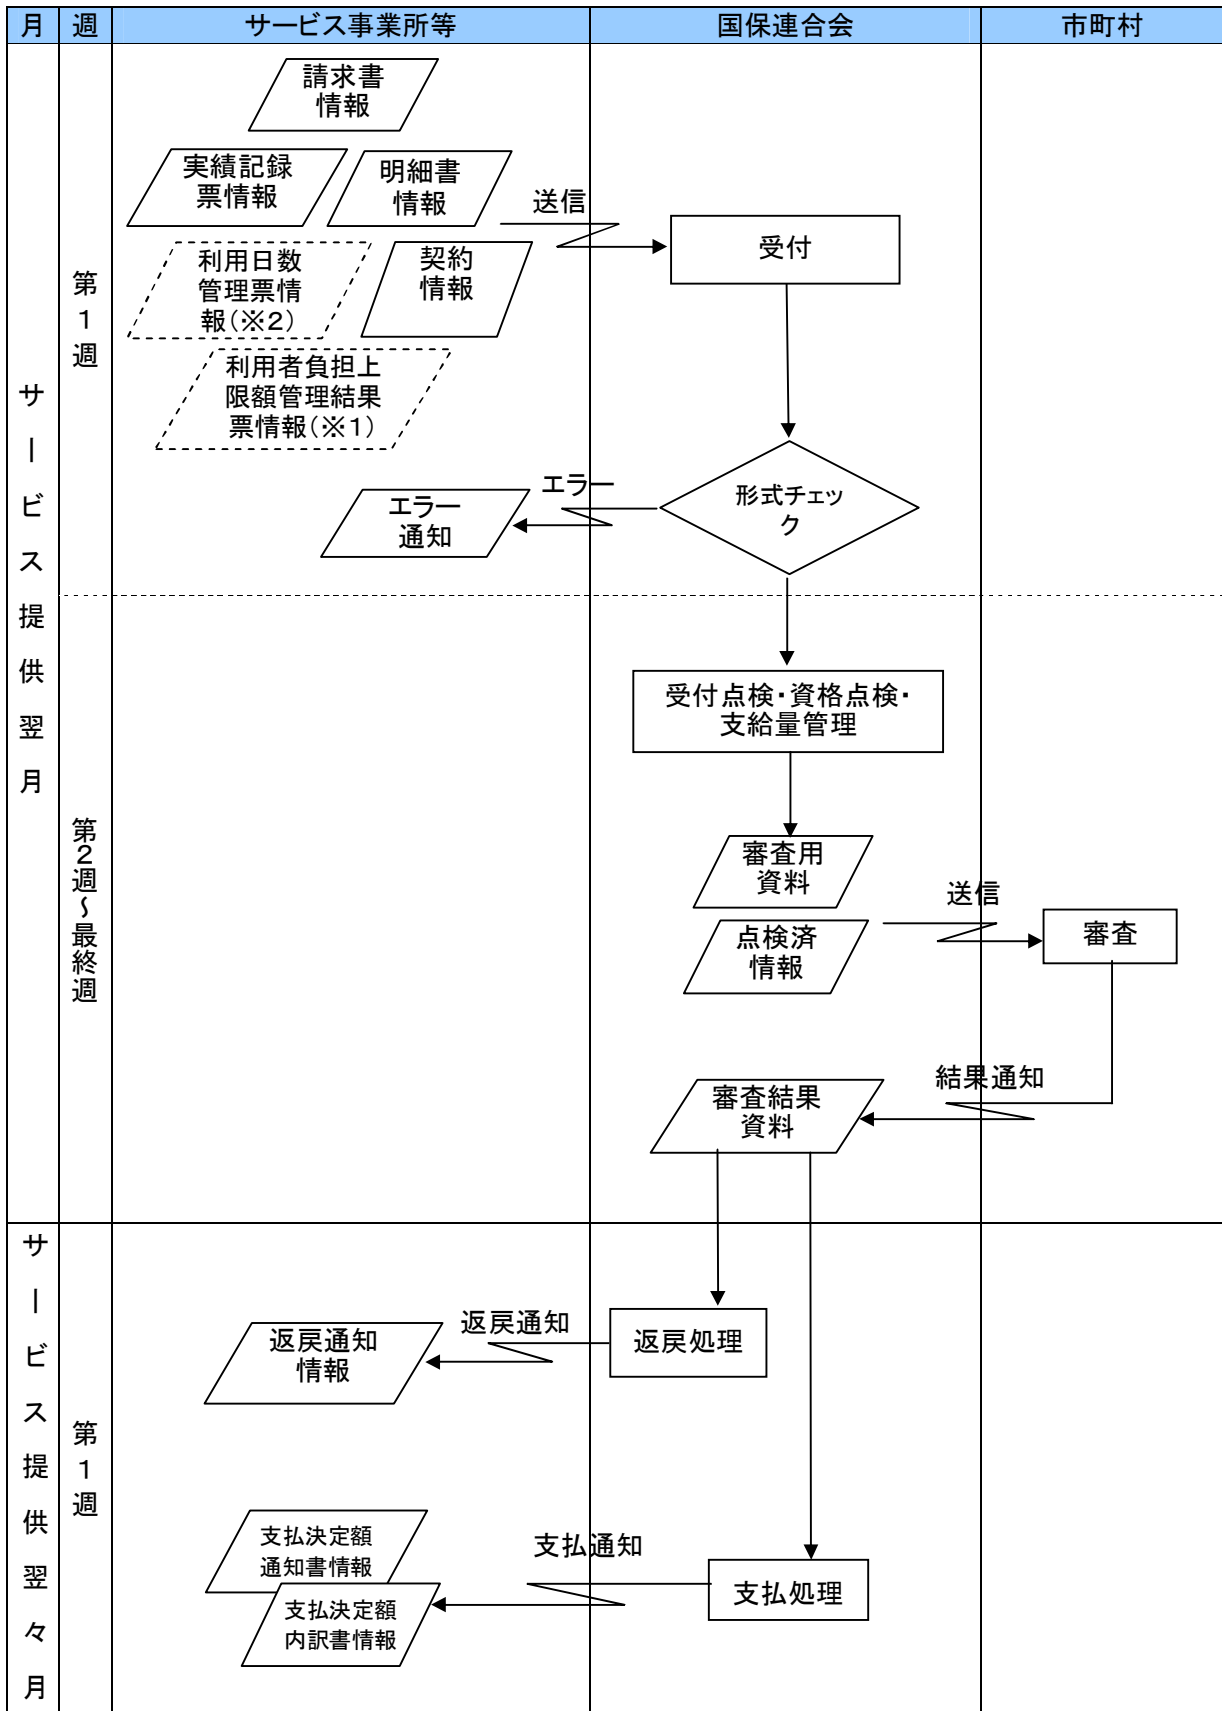 月 週 サービス事業所等 国保連合会 市町村
サービス提供翌月
第1週
請求書
情報
実績記録
票情報
明細書
情報
送信
受付
利用日数
管理票情
報(※2)
契約
情報
利用者負担上
限額管理結果
票情報(※1)
エラー
エラー
通知
形式チェッ
ク
第2週~最終週
受付点検・資格点検・
支給量管理
審査用
資料
送信
点検済
情報
審査
結果通知
審査結果
資料
サービス提供翌々月
第1週
返戻通知
返戻処理
返戻通知
情報
支払通知
支払処理
支払決定額
通知書情報
支払決定額
内訳書情報